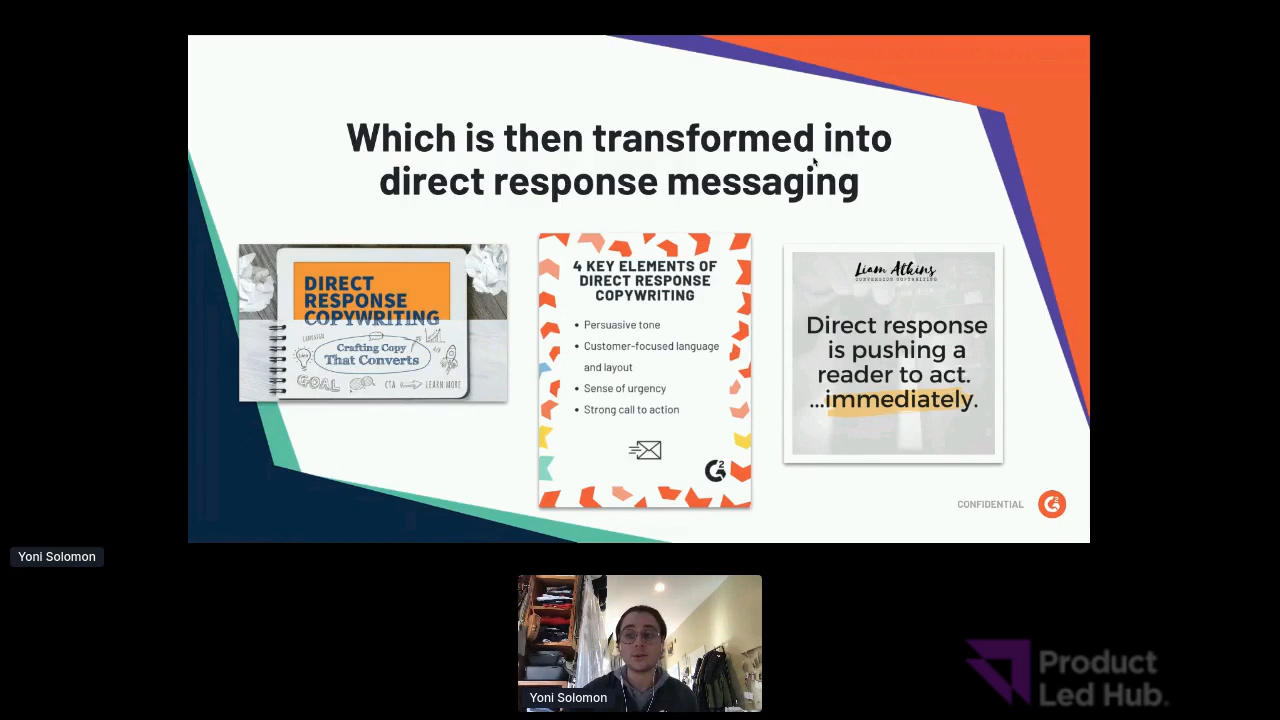 Which is then transformed into
direct response messaging
DIRECT
RESPONSE
COPYWRITING
Crafting Copy
That Converts
GOAL
CTA
LEARN MORE
4 KEY ELEMENTS OF
DIRECT RESPONSE
COPYWRITING
• Persuasive tone
• Customer-focused language
and layout
• Sense of urgency
• Strong call to action
G2
Liam Atkins
CONVERSION COPYWRITING
Direct response
is pushing a
reader to act.
...immediately.
CONFIDENTIAL
G2
Yoni Solomon
Yoni Solomon
Product
Led Hub.